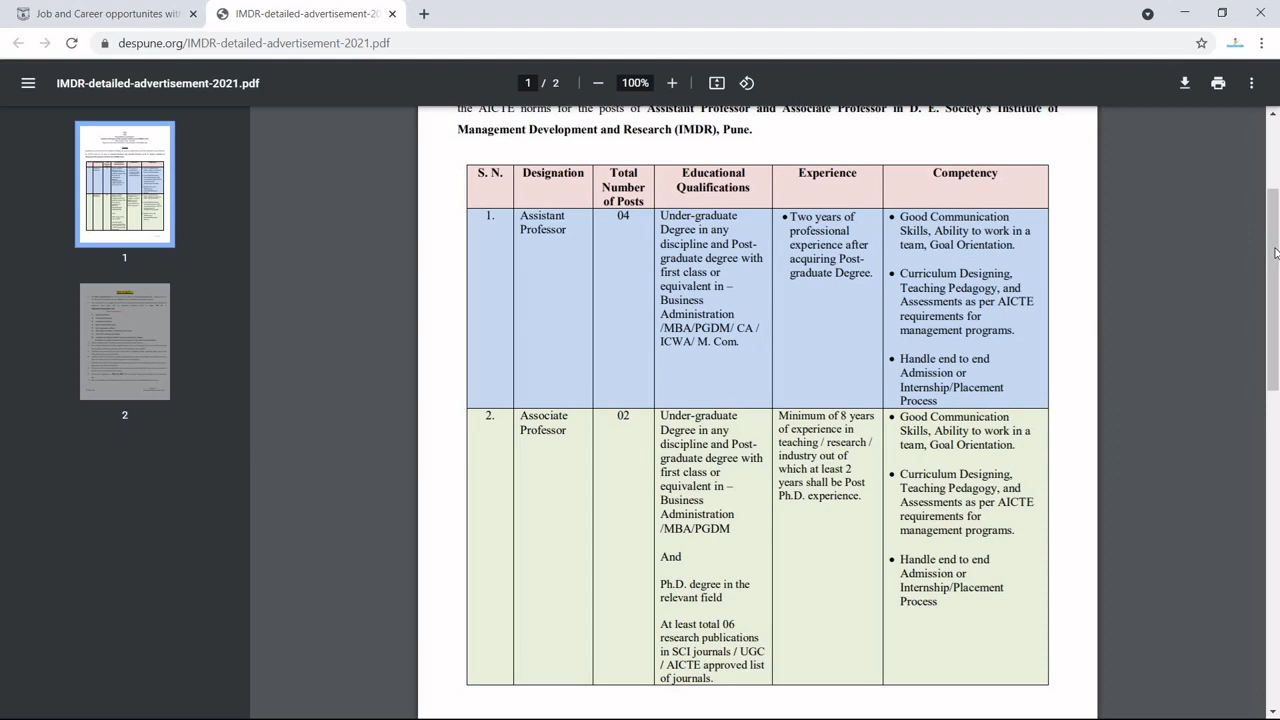 Job and Career opportunities wit
IMDR-detailed-advertisement-20
despune.org/IMDR-detailed-advertisement-2021.pdf
IMDR-detailed-advertisement-2021.pdf
1 / 2
100%
1
2
the AICTE norms for the posts of Assistant Professor and Associate Professor in D. E. Society's Institute of
Management Development and Research (IMDR), Pune.
S. N.
Designation
Total
Number
of Posts
Educational
Qualifications
Experience
Competency
1.
Assistant
Professor
04
Under-graduate
Degree in any
discipline and Post-
graduate degree with
first class or
equivalent in –
Business
Administration
/MBA/PGDM/ CA /
ICWA/ M. Com.
• Two years of
professional
experience after
acquiring Post-
graduate Degree.
• Good Communication
Skills, Ability to work in a
team, Goal Orientation.
• Curriculum Designing,
Teaching Pedagogy, and
Assessments as per AICTE
requirements for
management programs.
• Handle end to end
Admission or
Internship/Placement
Process
2.
Associate
Professor
02
Under-graduate
Degree in any
discipline and Post-
graduate degree with
first class or
equivalent in –
Business
Administration
/MBA/PGDM
And
Ph.D. degree in the
relevant field
At least total 06
research publications
in SCI journals / UGC
/ AICTE approved list
of journals.
Minimum of 8 years
of experience in
teaching / research /
industry out of
which at least 2
years shall be Post
Ph.D. experience.
• Good Communication
Skills, Ability to work in a
team, Goal Orientation.
• Curriculum Designing,
Teaching Pedagogy, and
Assessments as per AICTE
requirements for
management programs.
• Handle end to end
Admission or
Internship/Placement
Process